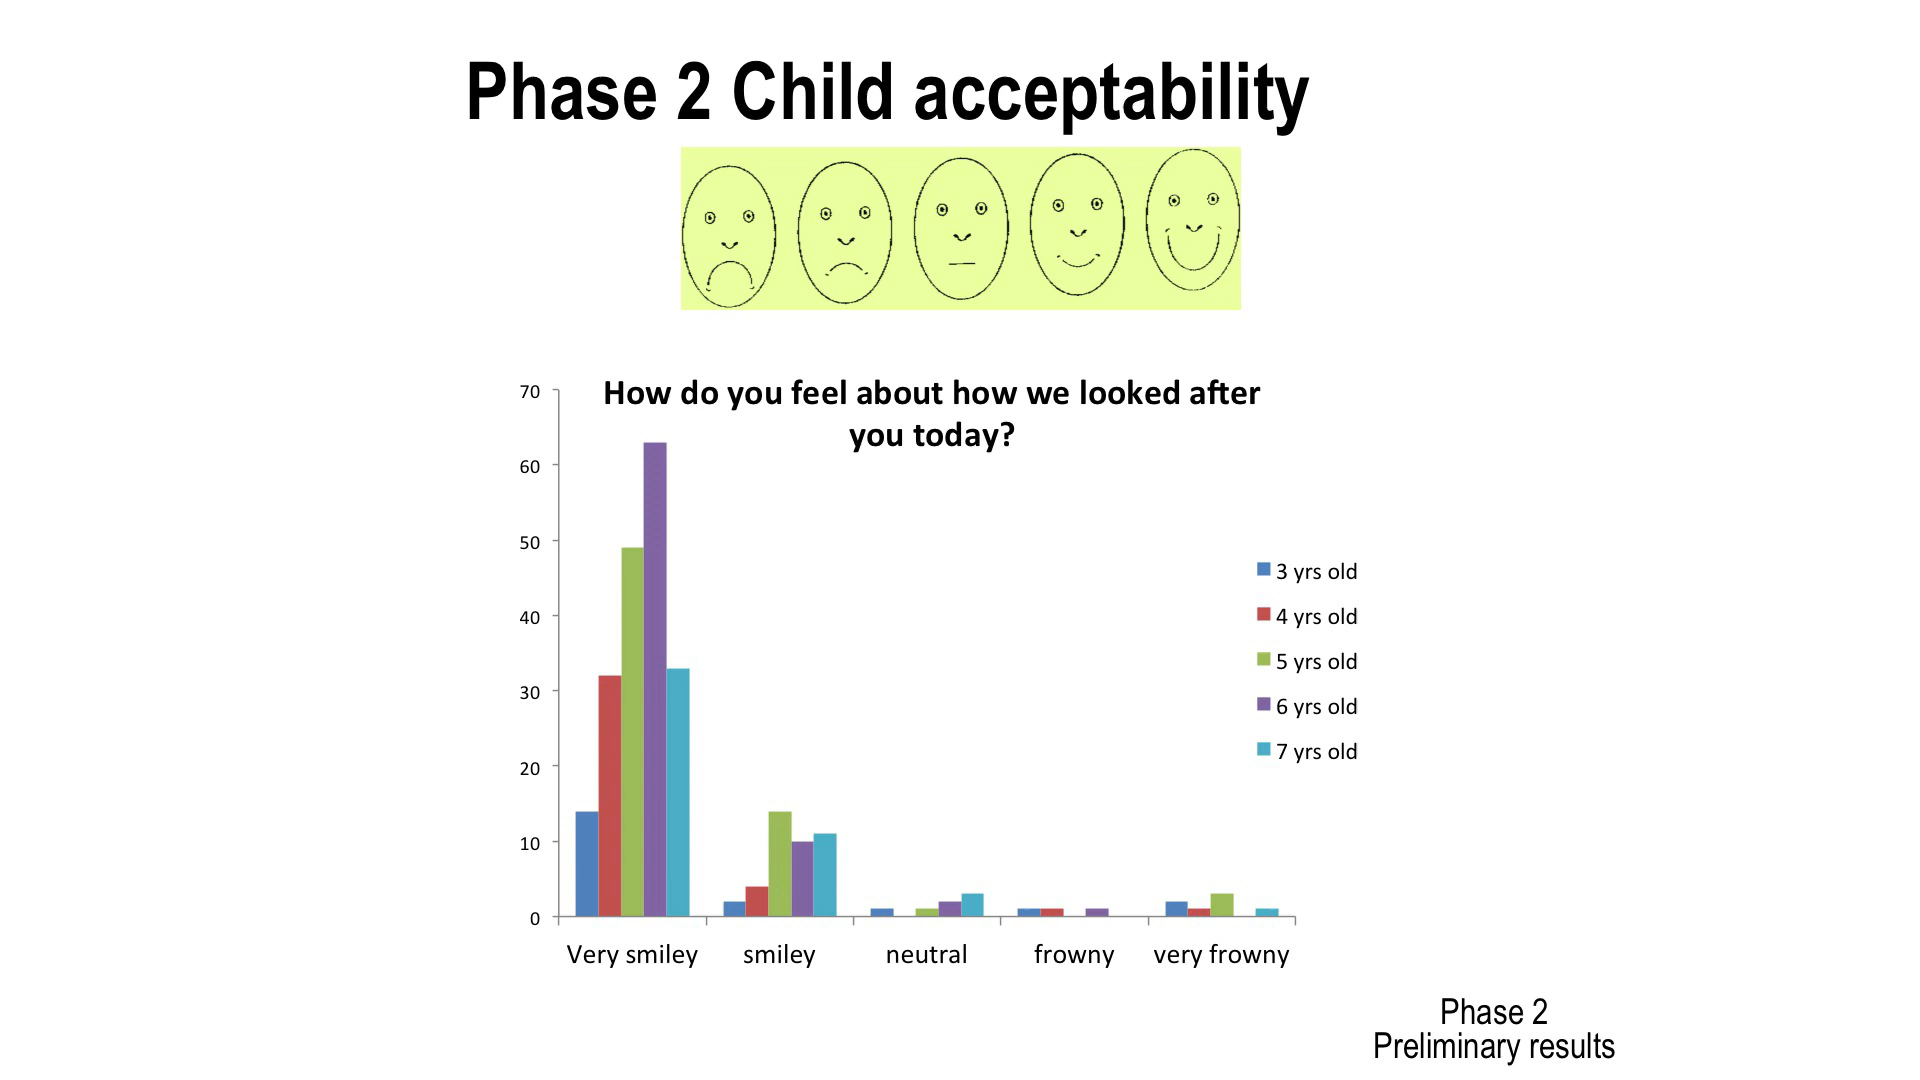 Phase 2 Child acceptability
How do you feel about how we looked after
you today?
70
60
50
40
30
20
10
0
3 yrs old
4 yrs old
5 yrs old
6 yrs old
7 yrs old
Very smiley
smiley
neutral
frowny
very frowny
Phase 2
Preliminary results